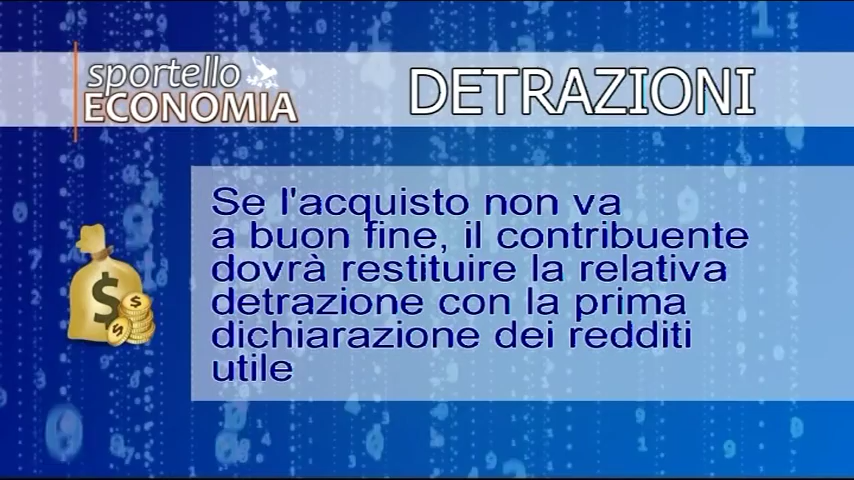 sportello
ECONOMIA
DETRAZIONI
Se l'acquisto non va
a buon fine, il contribuente
dovrà restituire la relativa
detrazione con la prima
dichiarazione dei redditi
utile